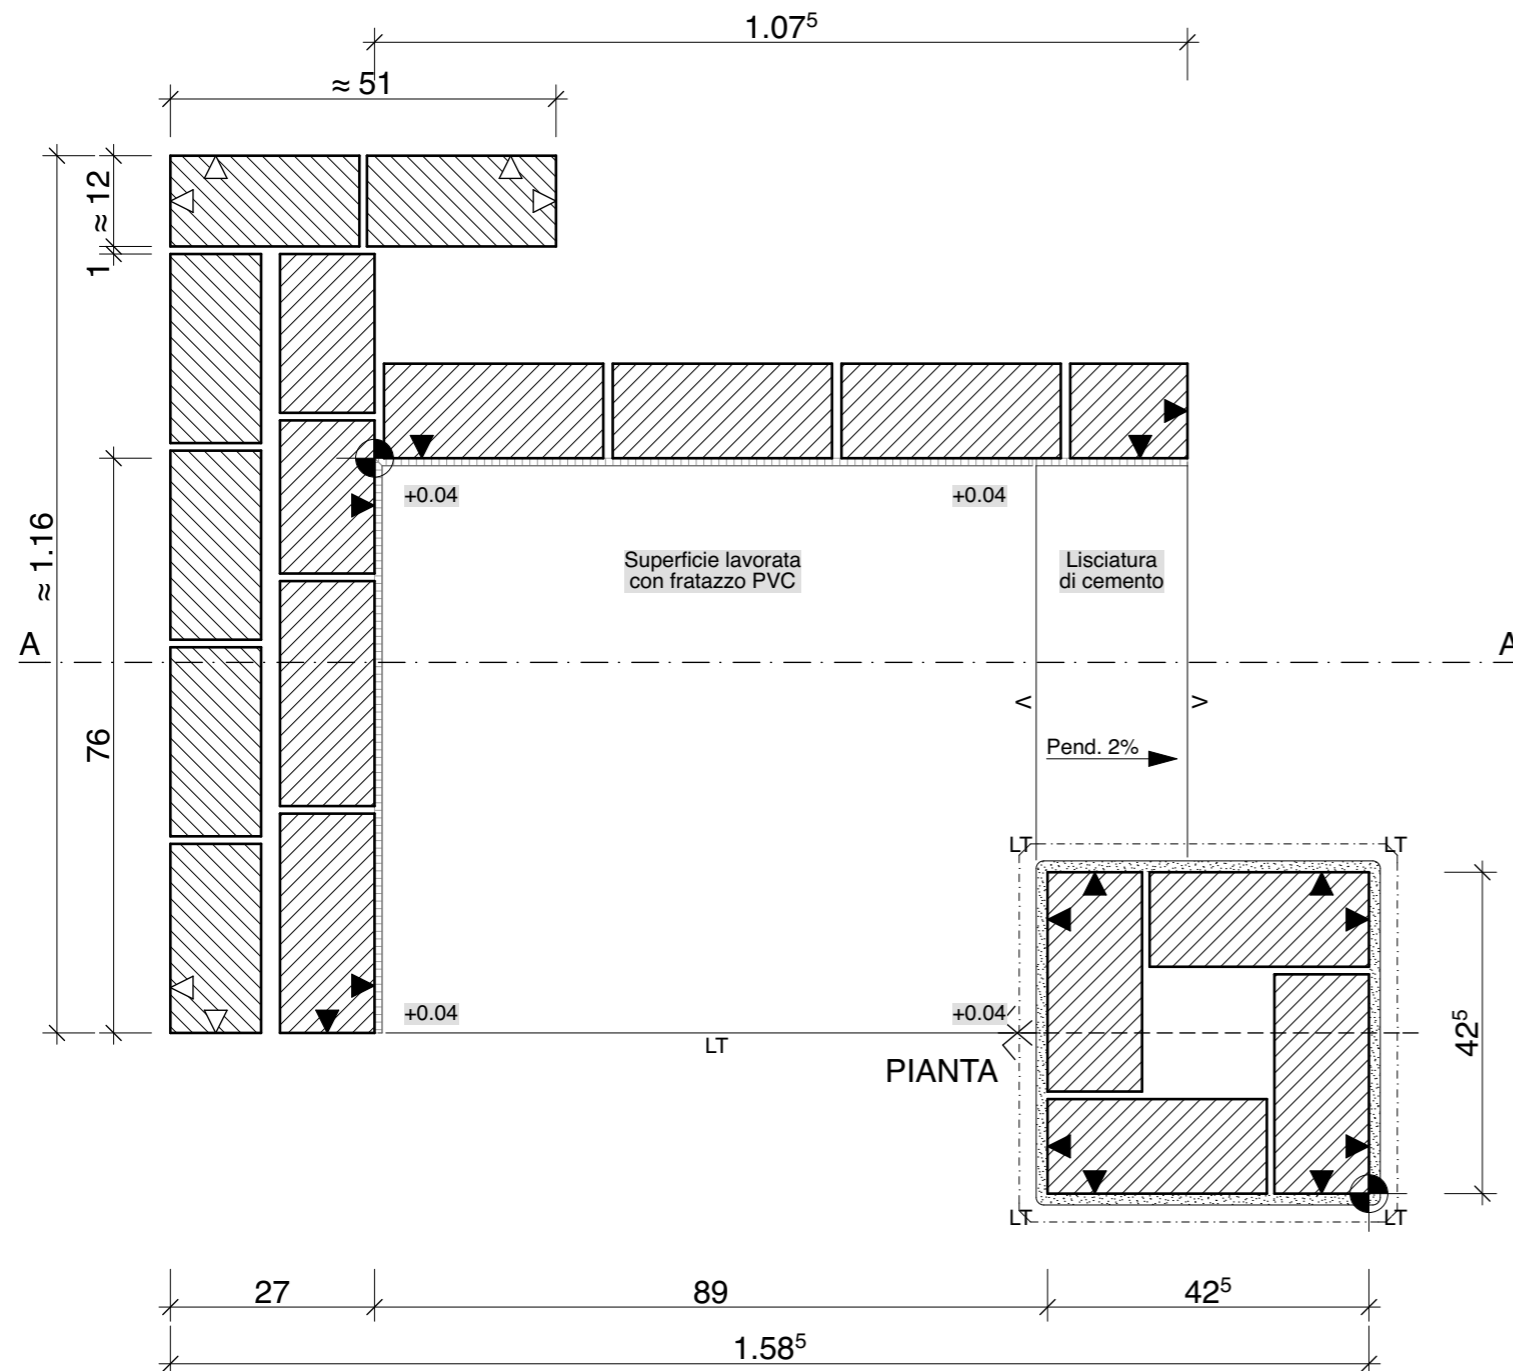 1.07⁵
≈ 51
≈ 12
1
≈ 1.16
76
+0.04
+0.04
Superficie lavorata
con fratazzo PVC
Lisciatura
di cemento
A
A
<
>
Pend. 2%
LT
LT
+0.04
+0.04
LT
PIANTA
42⁵
LT
LT
27
89
42⁵
1.58⁵